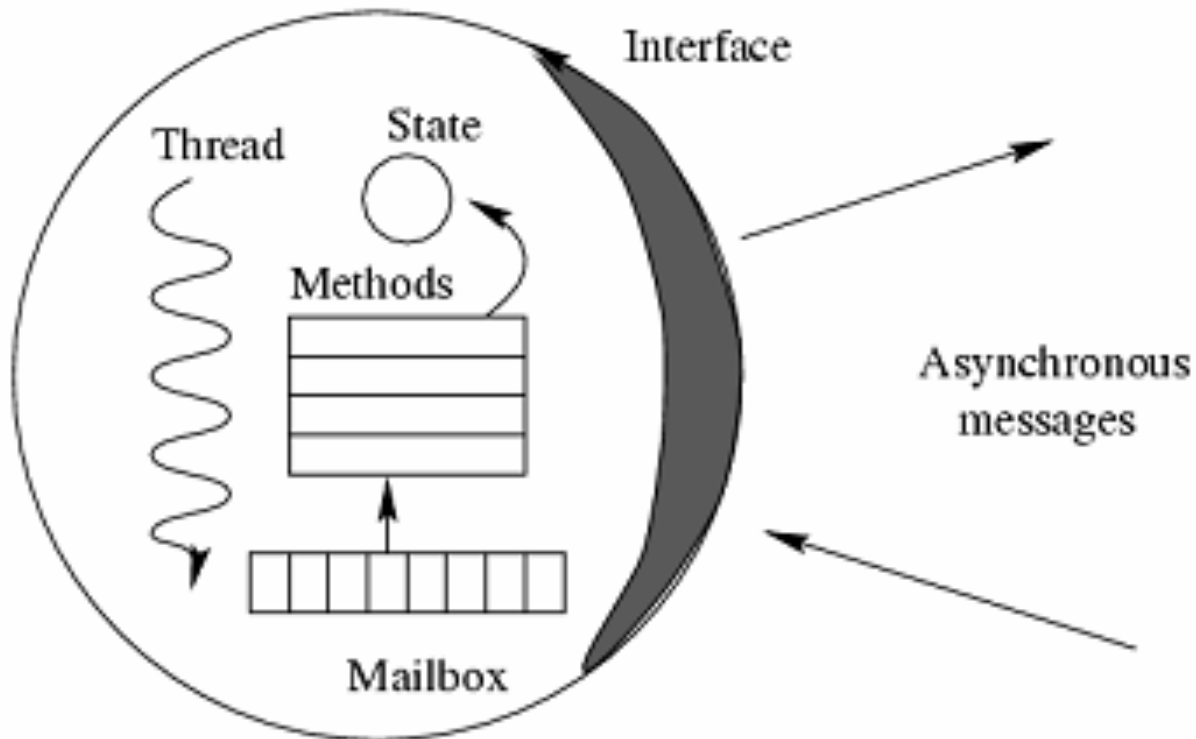 Interface
State
Thread
Methods
Asynchronous
messages
Mailbox